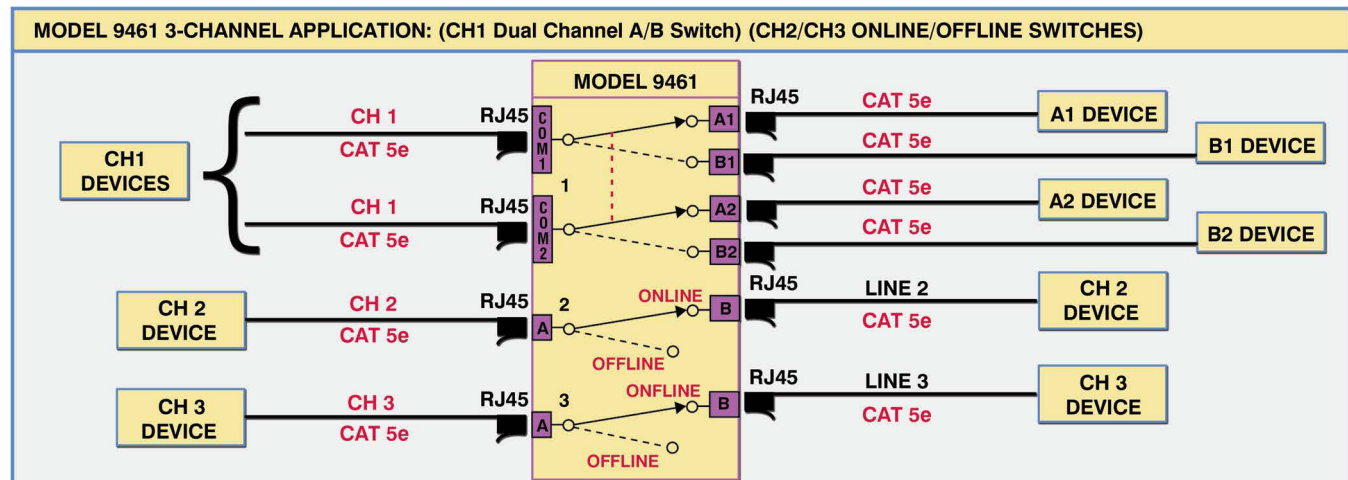 MODEL 9461 3-CHANNEL APPLICATION: (CH1 Dual Channel A/B Switch) (CH2/CH3 ONLINE/OFFLINE SWITCHES)
MODEL 9461
CH1
DEVICES
CH 1
CAT 5e
RJ45
COM1
A1
RJ45
CAT 5e
A1 DEVICE
B1
CAT 5e
B1 DEVICE
1
CH 1
CAT 5e
RJ45
COM2
A2
CAT 5e
A2 DEVICE
B2
CAT 5e
B2 DEVICE
CH 2
DEVICE
CH 2
CAT 5e
RJ45
A
2
ONLINE
OFFLINE
B
RJ45
LINE 2
CAT 5e
CH 2
DEVICE
CH 3
DEVICE
CH 3
CAT 5e
RJ45
A
3
ONFLINE
OFFLINE
B
RJ45
LINE 3
CAT 5e
CH 3
DEVICE